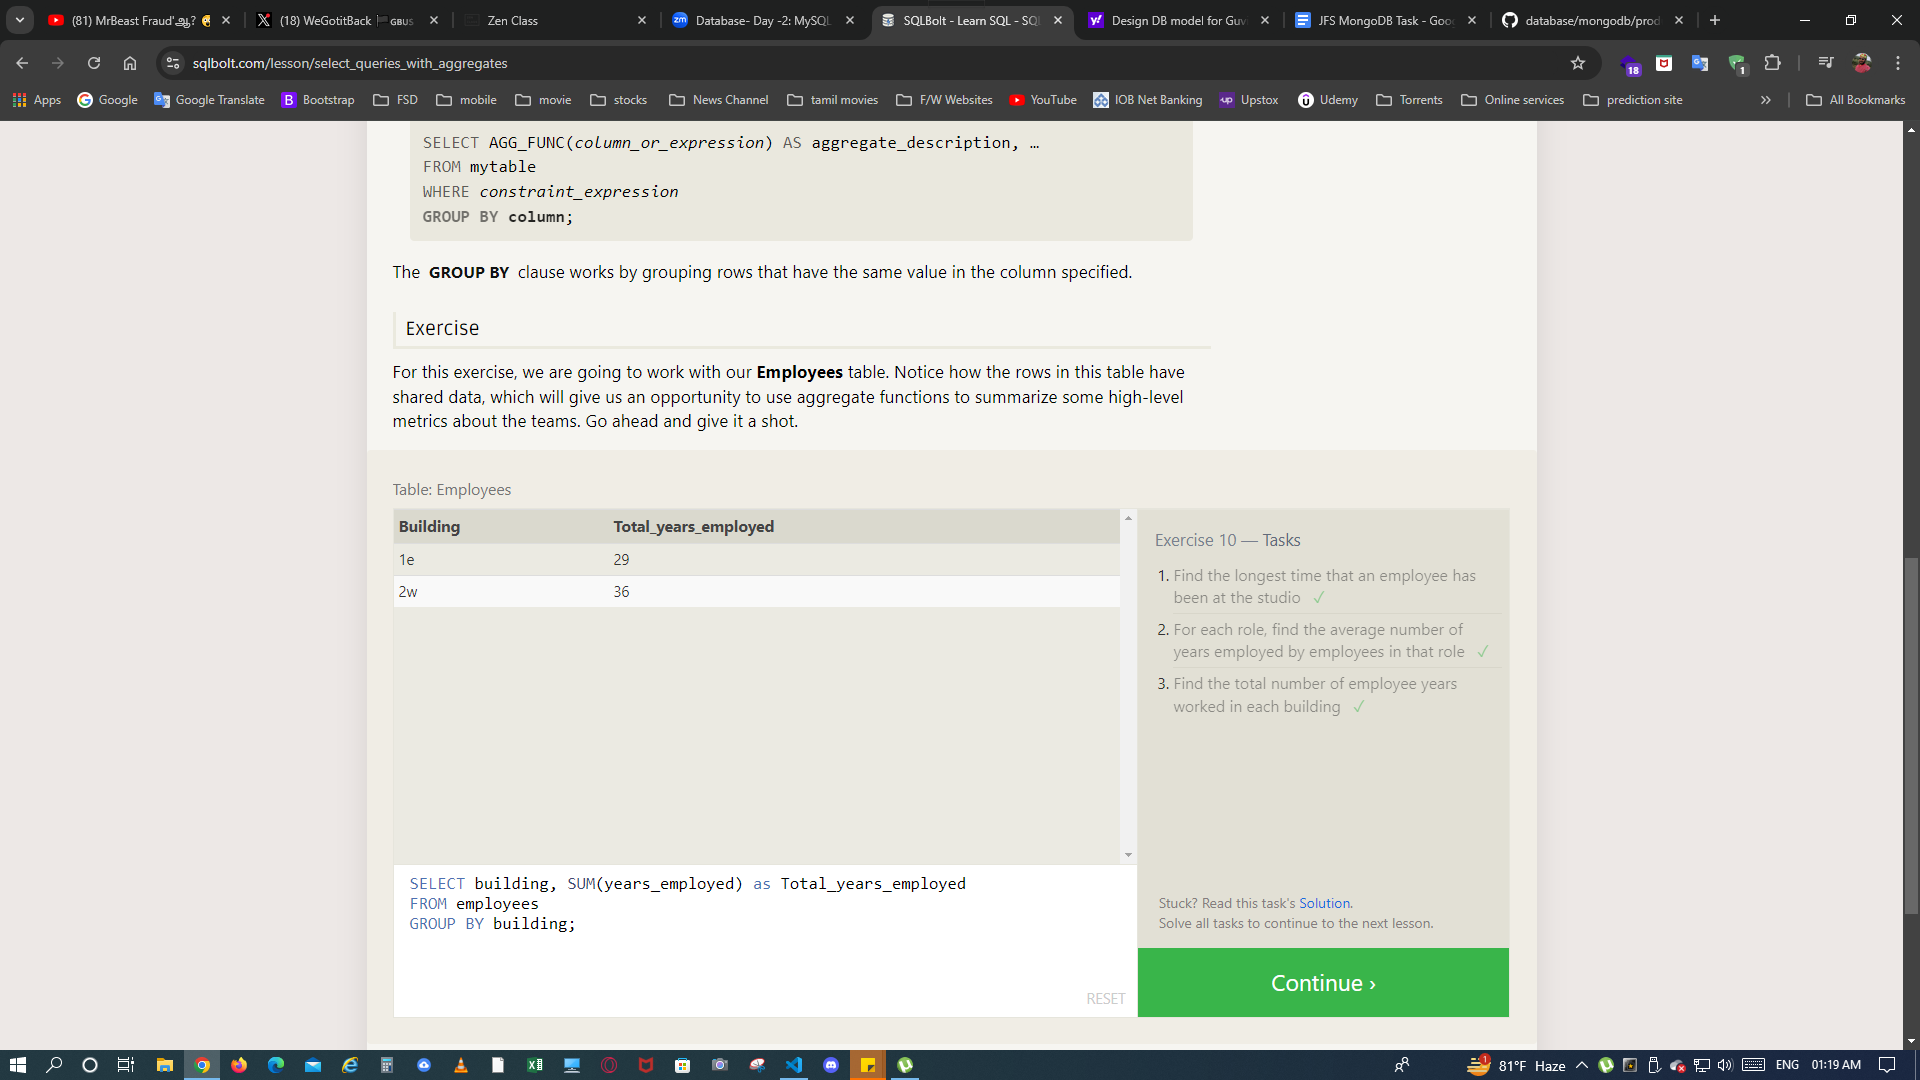 (81) MrBeast Fraud'ஆ?
(18) WeGotitBack
Zen Class
Database- Day -2: MySQL
SQLBolt - Learn SQL - SQL
Design DB model for Guv
JFS MongoDB Task - Goo
database/mongodb/prod
sqlbolt.com/lesson/select_queries_with_aggregates
18
1
Apps
Google
Google Translate
Bootstrap
FSD
mobile
movie
stocks
News Channel
tamil movies
F/W Websites
YouTube
IOB Net Banking
Upstox
Udemy
Torrents
Online services
prediction site
All Bookmarks
SELECT AGG_FUNC(column_or_expression) AS aggregate_description, …
FROM mytable
WHERE constraint_expression
GROUP BY column;
The GROUP BY clause works by grouping rows that have the same value in the column specified.
Exercise
For this exercise, we are going to work with our Employees table. Notice how the rows in this table have
shared data, which will give us an opportunity to use aggregate functions to summarize some high-level
metrics about the teams. Go ahead and give it a shot.
Table: Employees
Building Total_years_employed
1e 29
2w 36
Exercise 10 — Tasks
1. Find the longest time that an employee has
been at the studio ✓
2. For each role, find the average number of
years employed by employees in that role ✓
3. Find the total number of employee years
worked in each building ✓
SELECT building, SUM(years_employed) as Total_years_employed
FROM employees
GROUP BY building;
RESET
Stuck? Read this task's Solution.
Solve all tasks to continue to the next lesson.
Continue ›
81°F Haze
ENG
01:19 AM